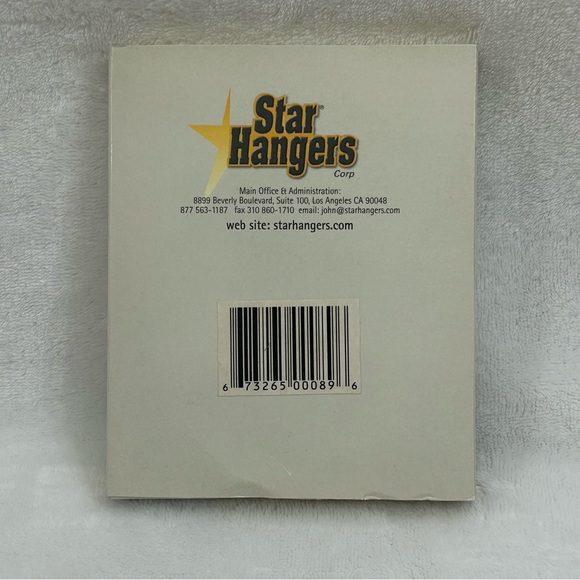 Star™
Hangers
Corp
Main Office & Administration:
8899 Beverly Boulevard, Suite 100, Los Angeles CA 90048
877 563-1187 fax 310 860-1710 email: john@starhangers.com
web site: starhangers.com
6 73265 00089 6